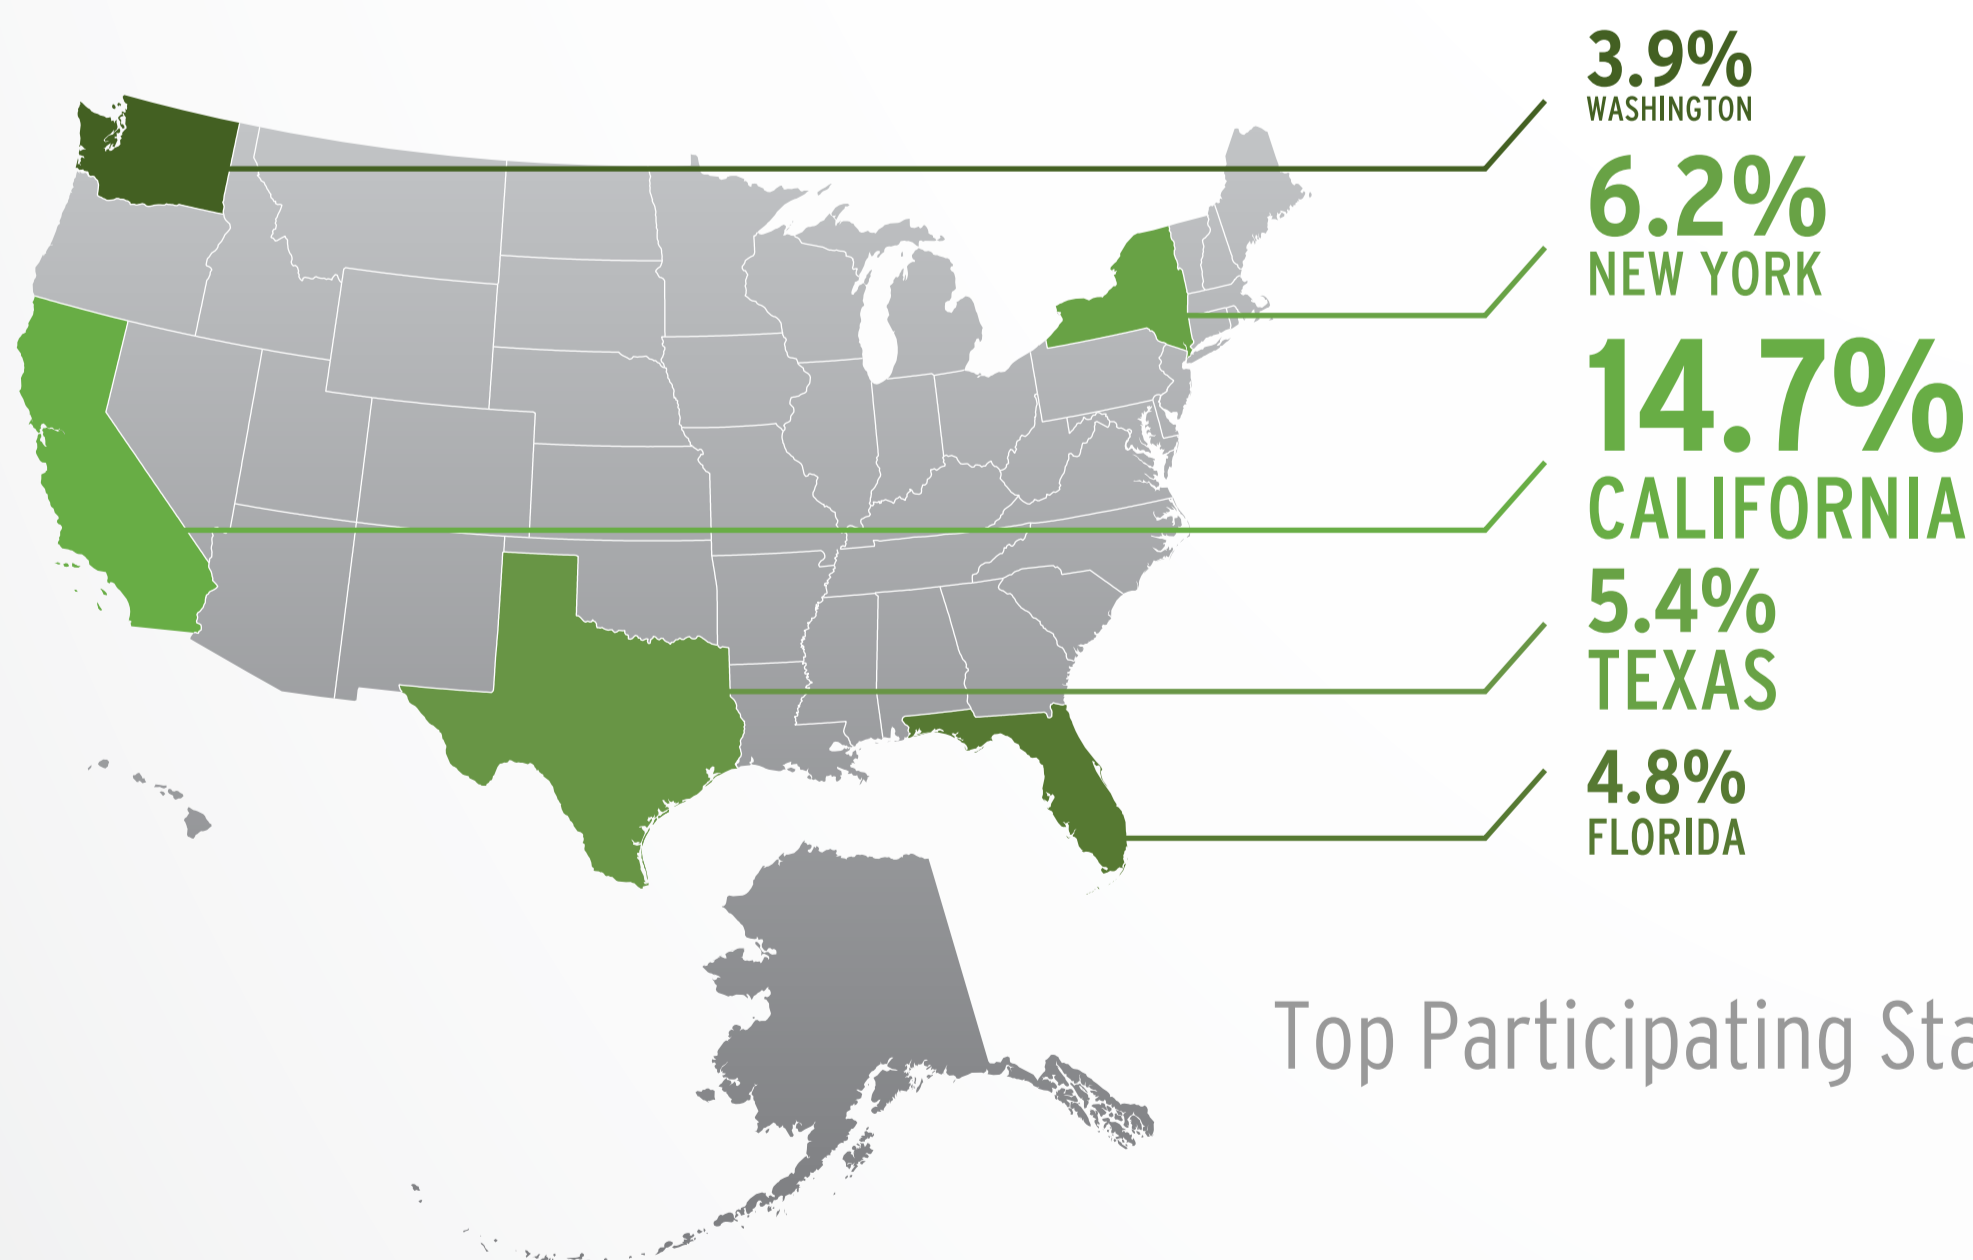 3.9%
WASHINGTON
6.2%
NEW YORK
14.7%
CALIFORNIA
5.4%
TEXAS
4.8%
FLORIDA
Top Participating